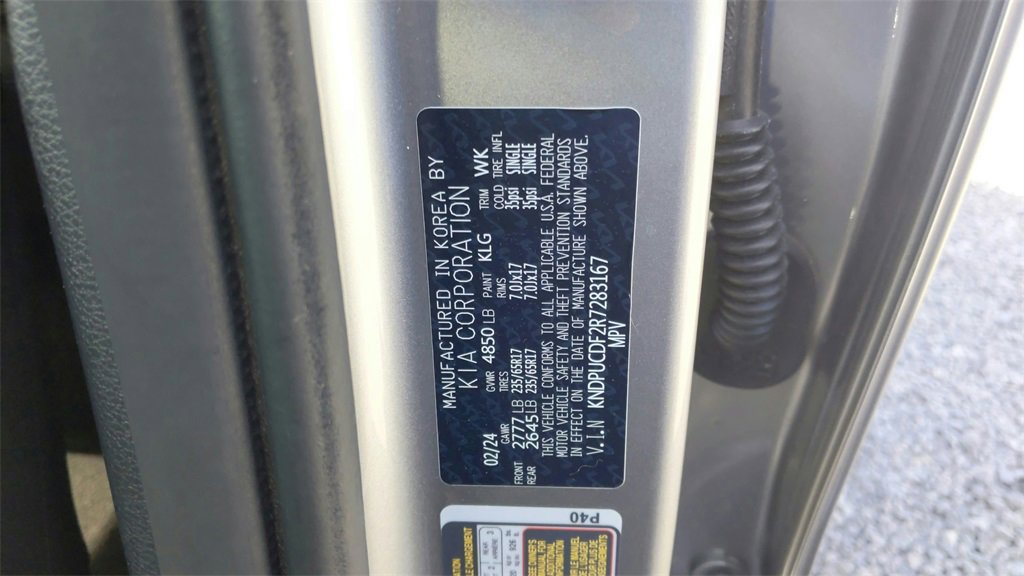 MANUFACTURED IN KOREA BY
KIA CORPORATION
02/24 GVWR 4850 LB PAINT KLG TRIM WK
GAWR TIRES RIMS COLD TIRE INFL
FRONT 2777LB 235/65R17 7.0Jx17 35psi SINGLE
REAR 2645LB 235/65R17 7.0Jx17 35psi SINGLE
THIS VEHICLE CONFORMS TO ALL APPLICABLE U.S.A. FEDERAL
MOTOR VEHICLE SAFETY AND THEFT PREVENTION STANDARDS
IN EFFECT ON THE DATE OF MANUFACTURE SHOWN ABOVE.
V.I.N KNDPUCDF2R7283167
MPV
P40